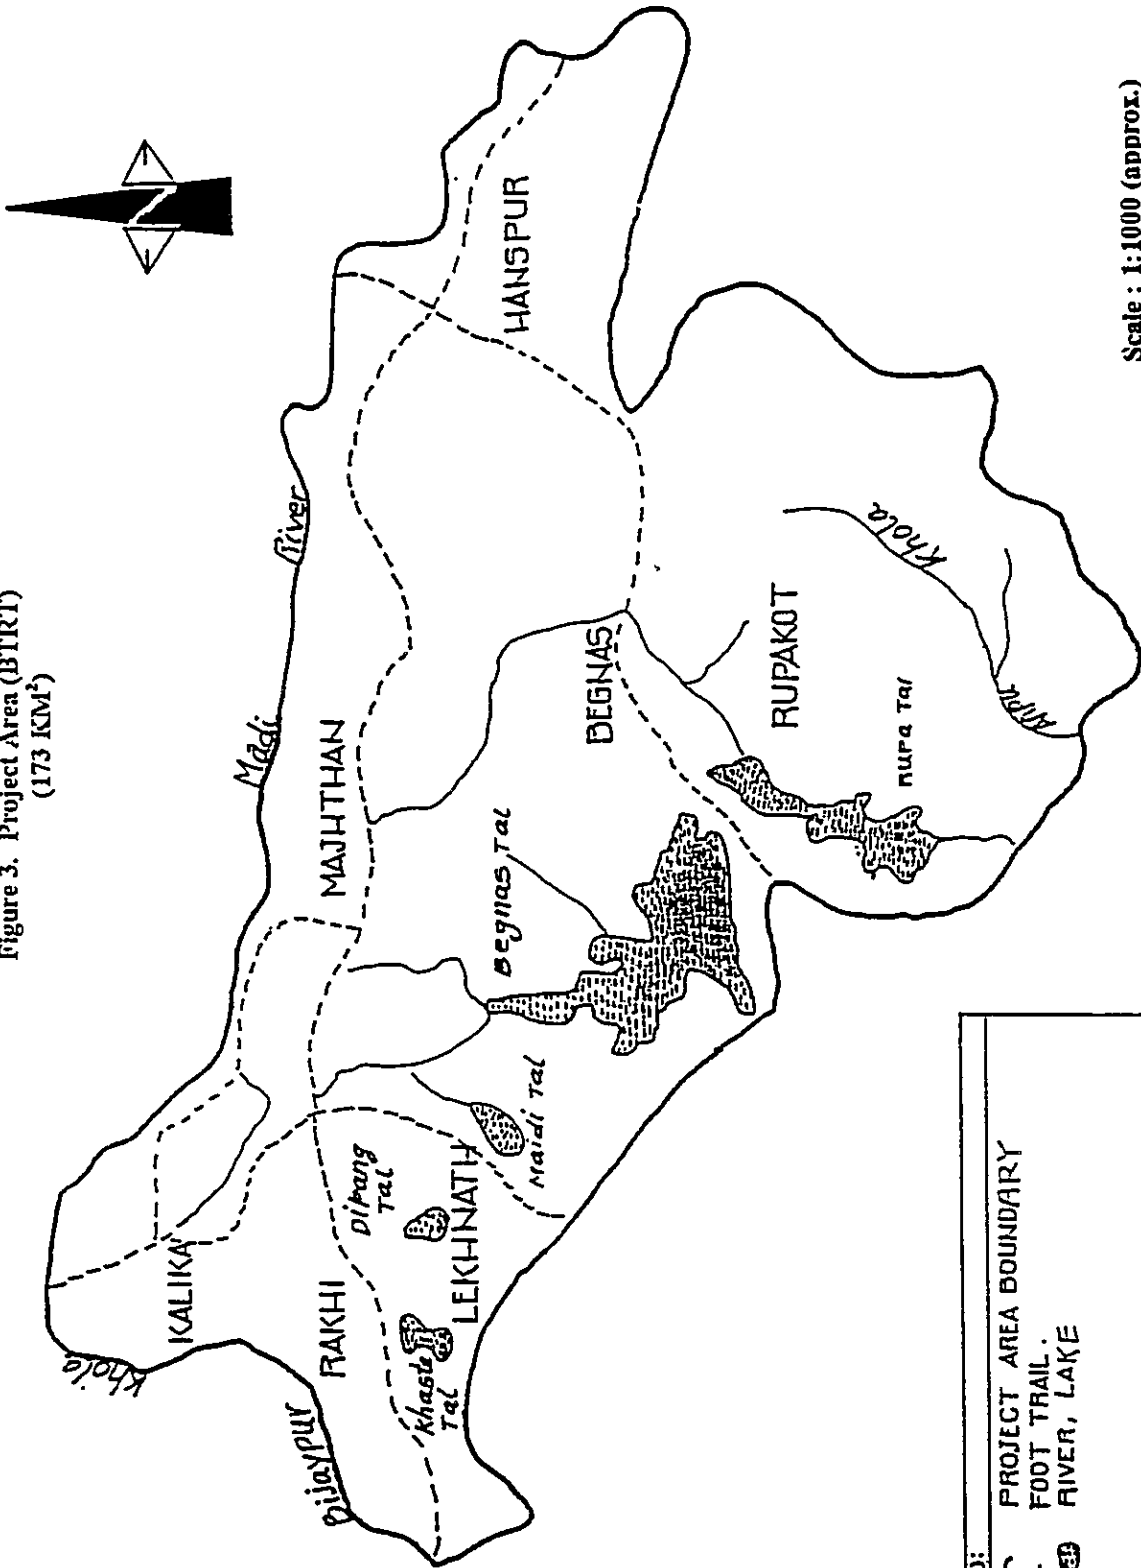 Figure 3. Project Area (BTRT)
(173 KM²)
N
Khola
Bijaypur
KALIKA
RAKHI
Khaste
Tal
Dipang
Tal
LEKHNATH
Maidi Tal
Madi
River
MAJHTHAN
Begnas Tal
BEGNAS
HANSPUR
RUPAKOT
Rupa Tal
Khola
PROJECT AREA BOUNDARY
FOOT TRAIL.
RIVER, LAKE
Scale : 1:1000 (approx.)